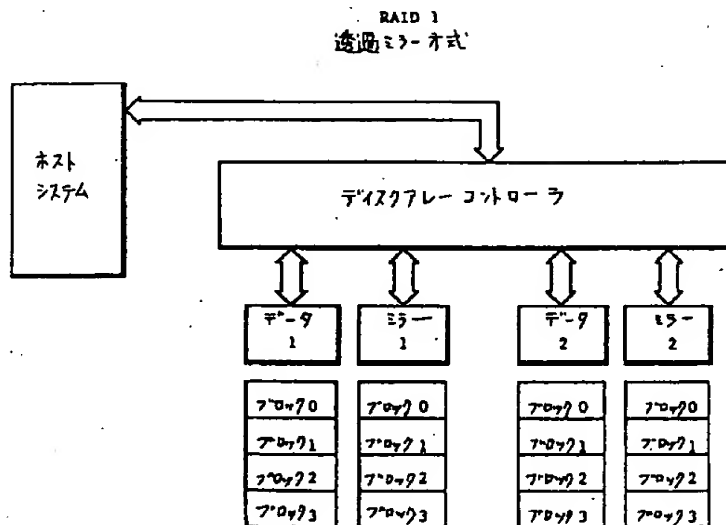 RAID 1
透過ミラー方式
ホスト
システム
ディスクアレーコントローラ
データ
1
ミラー
1
データ
2
ミラー
2
ブロック0
ブロック0
ブロック0
ブロック0
ブロック1
ブロック1
ブロック1
ブロック1
ブロック2
ブロック2
ブロック2
ブロック2
ブロック3
ブロック3
ブロック3
ブロック3